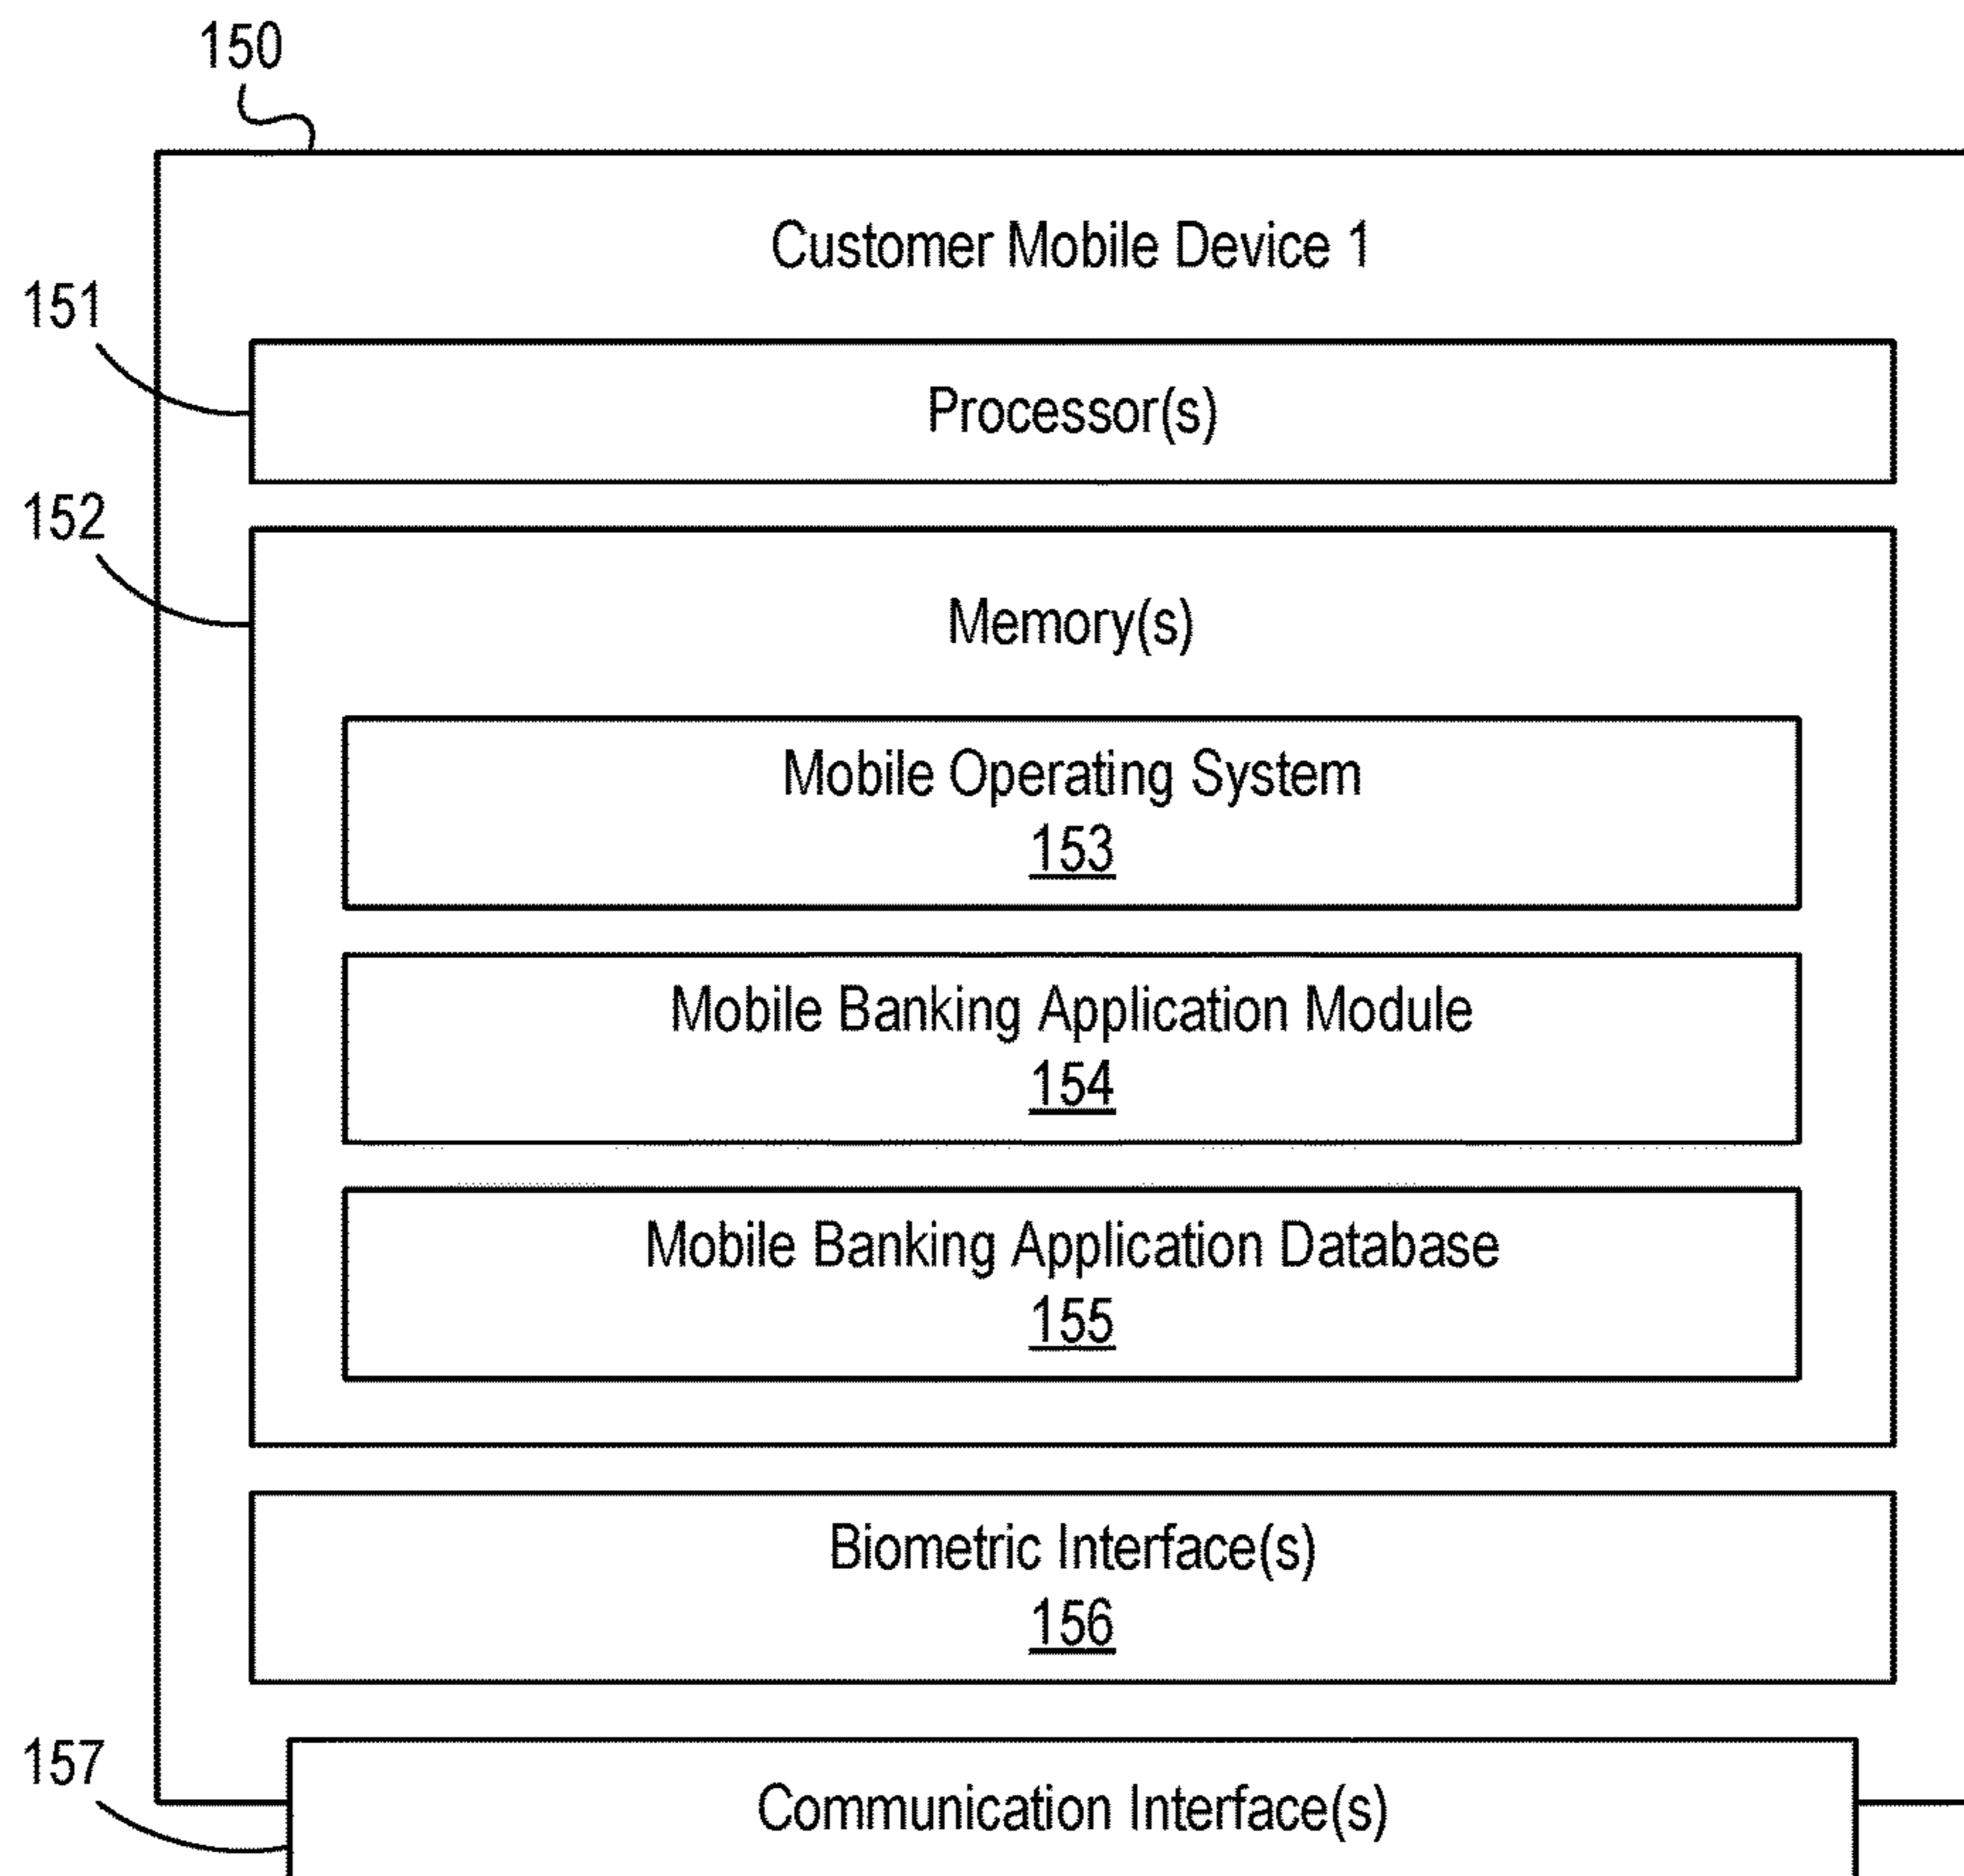 150
Customer Mobile Device 1
151
Processor(s)
152
Memory(s)
Mobile Operating System
153
Mobile Banking Application Module
154
Mobile Banking Application Database
155
Biometric Interface(s)
156
157
Communication Interface(s)